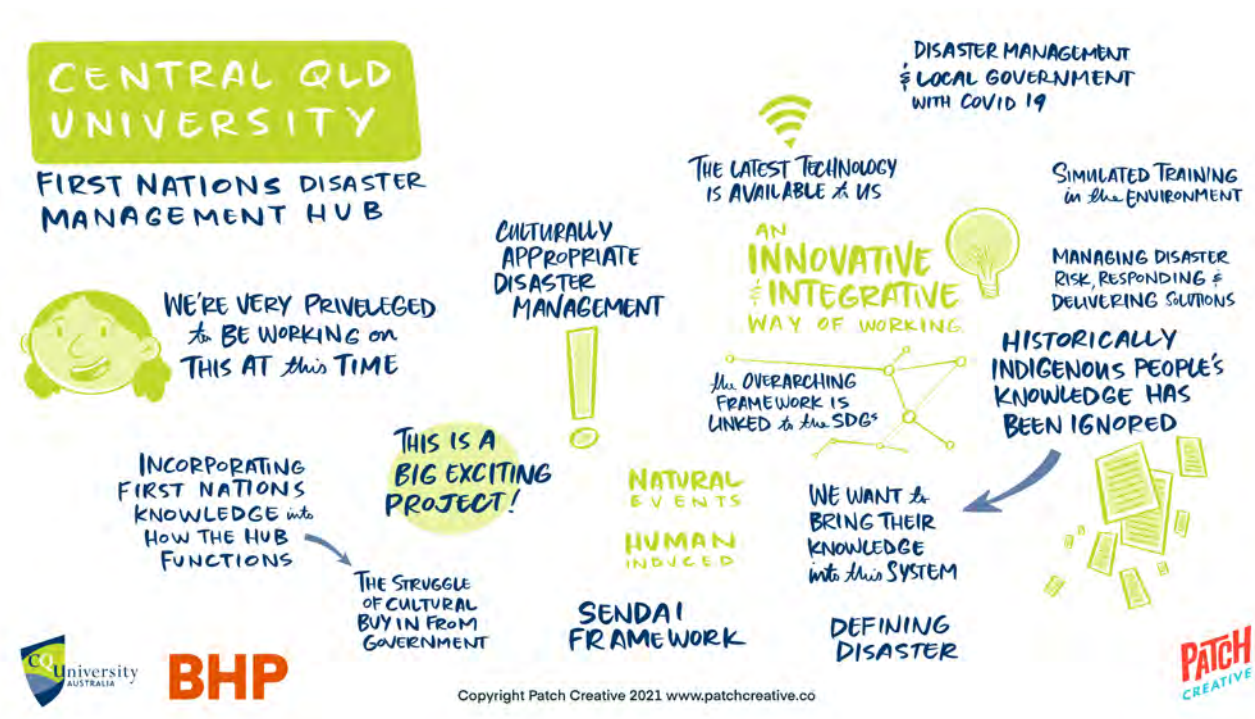 CENTRAL QLD
UNIVERSITY
FIRST NATIONS DISASTER
MANAGEMENT HUB
WE'RE VERY PRIVELEGED
to BE WORKING on
THIS AT this TIME
INCORPORATING
FIRST NATIONS
KNOWLEDGE into
HOW THE HUB
FUNCTIONS
THE STRUGGLE
OF CULTURAL
BUY IN FROM
GOVERNMENT
THIS IS A
BIG EXCITING
PROJECT!
CULTURALLY
APPROPRIATE
DISASTER
MANAGEMENT
!
NATURAL
EVENTS
HUMAN
INDUCED
SENDAI
FRAMEWORK
THE LATEST TECHNOLOGY
IS AVAILABLE to US
AN
INNOVATIVE
& INTEGRATIVE
WAY OF WORKING
the OVERARCHING
FRAMEWORK IS
LINKED to the SDGs
DISASTER MANAGEMENT
& LOCAL GOVERNMENT
WITH COVID 19
SIMULATED TRAINING
in the ENVIRONMENT
MANAGING DISASTER
RISK, RESPONDING &
DELIVERING SOLUTIONS
HISTORICALLY
INDIGENOUS PEOPLE'S
KNOWLEDGE HAS
BEEN IGNORED
WE WANT to
BRING THEIR
KNOWLEDGE
into this SYSTEM
DEFINING
DISASTER
CQUniversity
AUSTRALIA
BHP
Copyright Patch Creative 2021 www.patchcreative.co
PATCH
CREATIVE